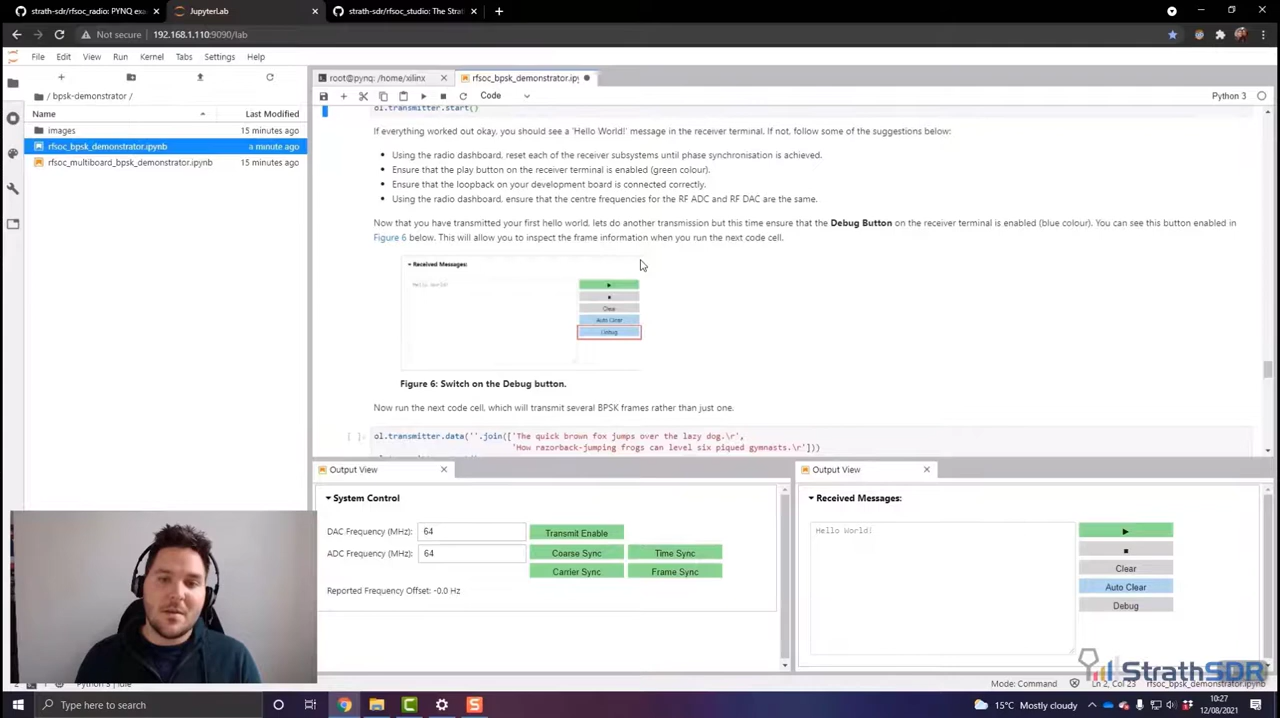 strath-sdr/rfsoc_radio: PYNQ exa
JupyterLab
strath-sdr/rfsoc_studio: The Strat
Not secure 192.168.1.110:9090/lab
File Edit View Run Kernel Tabs Settings Help
root@pynq: /home/xilinx
rfsoc_bpsk_demonstrator.ipy
/ bpsk-demonstrator /
Code
Python 3
Name Last Modified
images 15 minutes ago
rfsoc_bpsk_demonstrator.ipynb a minute ago
rfsoc_multiboard_bpsk_demonstrator.ipynb 15 minutes ago
ol.transmitter.start()
If everything worked out okay, you should see a 'Hello World!' message in the receiver terminal. If not, follow some of the suggestions below:
Using the radio dashboard, reset each of the receiver subsystems until phase synchronisation is achieved.
Ensure that the play button on the receiver terminal is enabled (green colour).
Ensure that the loopback on your development board is connected correctly.
Using the radio dashboard, ensure that the centre frequencies for the RF ADC and RF DAC are the same.
Now that you have transmitted your first hello world, lets do another transmission but this time ensure that the Debug Button on the receiver terminal is enabled (blue colour). You can see this button enabled in
Figure 6 below. This will allow you to inspect the frame information when you run the next code cell.
Received Messages:
Hello World!
Clear
Auto Clear
Debug
Figure 6: Switch on the Debug button.
Now run the next code cell, which will transmit several BPSK frames rather than just one.
[ ]: ol.transmitter.data(''.join(['The quick brown fox jumps over the lazy dog.\r',
'How razorback-jumping frogs can level six piqued gymnasts.\r']))
Output View
System Control
DAC Frequency (MHz): 64 Transmit Enable
ADC Frequency (MHz): 64 Coarse Sync Time Sync
Carrier Sync Frame Sync
Reported Frequency Offset: -0.0 Hz
Output View
Received Messages:
Hello World!
Clear
Auto Clear
Debug
StrathSDR
Mode: Command Ln 2, Col 23 rfsoc_bpsk_demonstrator.ipynb
Type here to search
15°C Mostly cloudy
10:27
12/08/2021